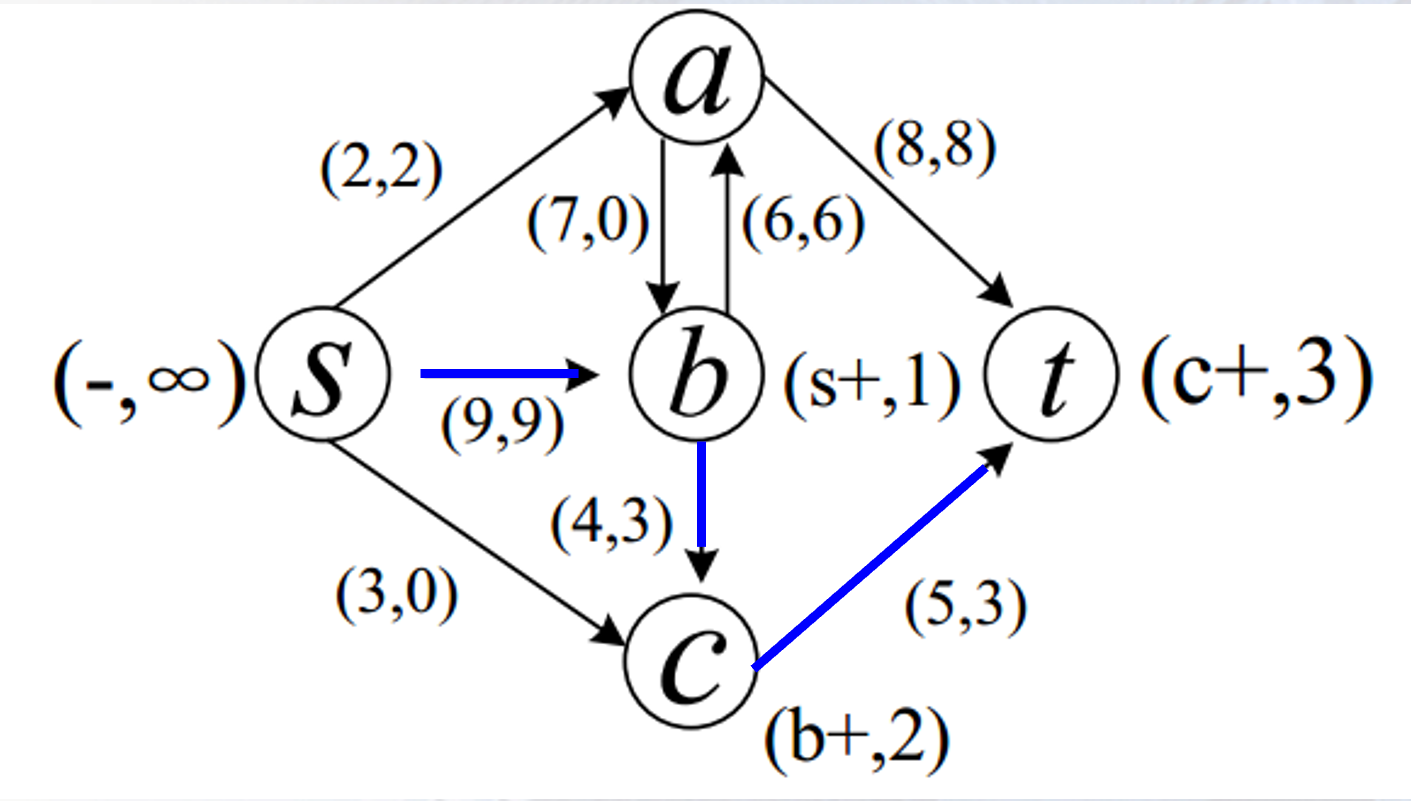 a
(2,2)
(8,8)
(7,0)
(6,6)
(-,∞)
s
b
(s+,1)
t
(c+,3)
(9,9)
(4,3)
(3,0)
(5,3)
c
(b+,2)